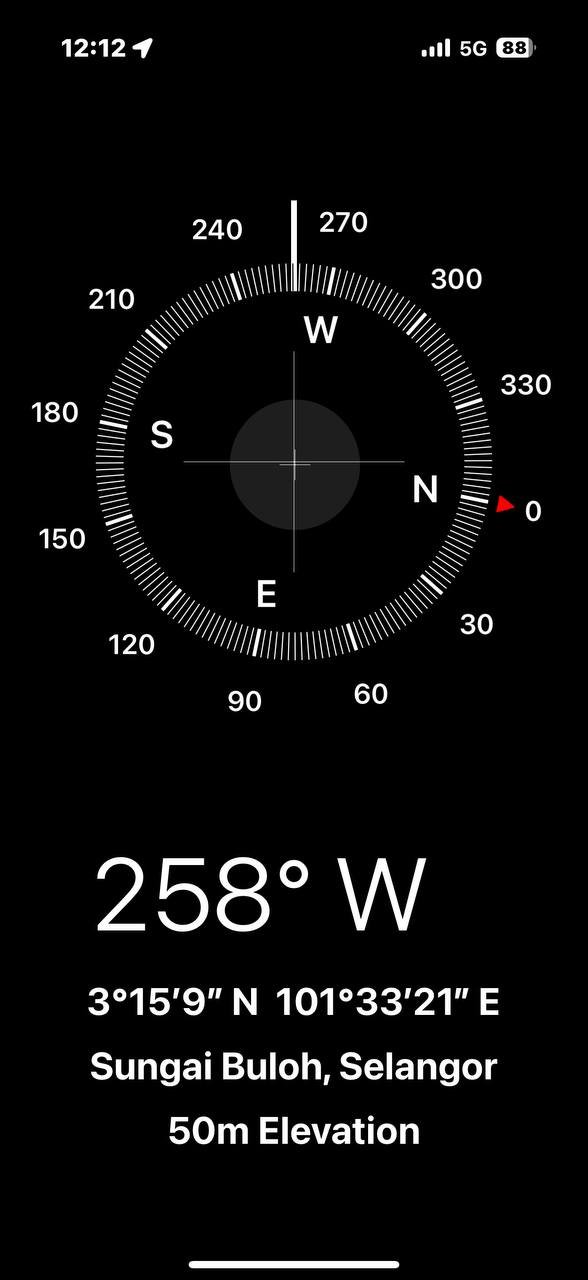 12:12 5G 88
240 270
210 300
W
180 330
S
N
150 0
E
120 30
90 60
258° W
3°15′9″ N 101°33′21″ E
Sungai Buloh, Selangor
50m Elevation